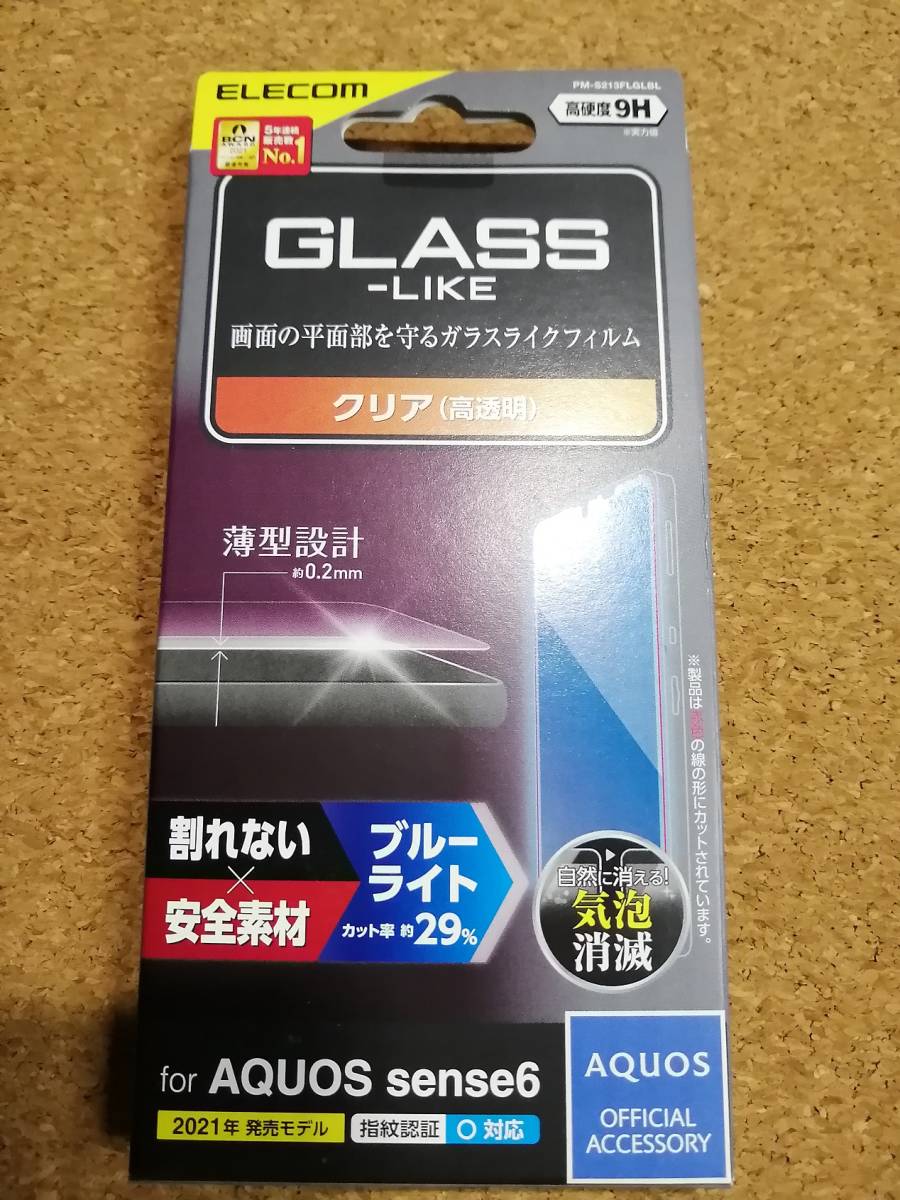 ELECOM
PM-S213FLGLBL
高硬度9H
※実力値
BCN
AWARD
2021
5年連続
販売数
No.1
GLASS
-LIKE
画面の平面部を守るガラスライクフィルム
クリア(高透明)
薄型設計
約0.2mm
※製品は赤線の線の形にカットされています。
割れない
×
安全素材
ブルー
ライト
カット率 約29%
自然に消える!
気泡
消滅
for AQUOS sense6
2021年 発売モデル
指紋認証 ○ 対応
AQUOS
OFFICIAL
ACCESSORY